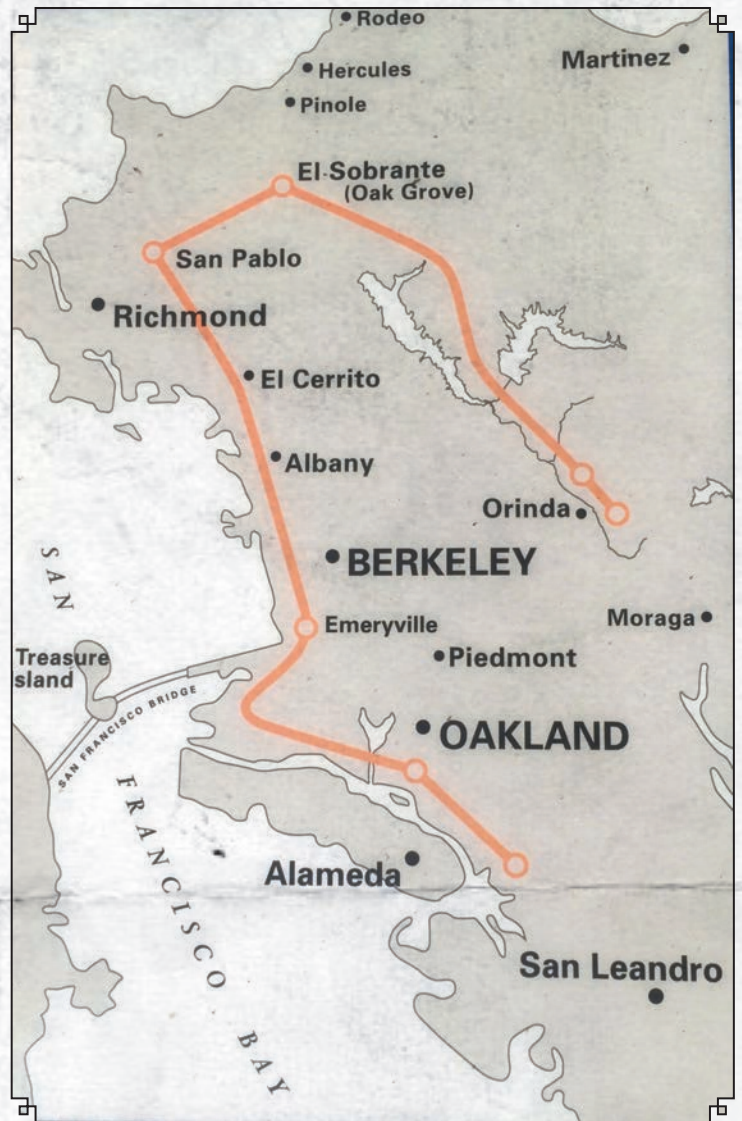 Rodeo
Martinez
Hercules
Pinole
El Sobrante
(Oak Grove)
San Pablo
Richmond
El Cerrito
Albany
Orinda
BERKELEY
SAN
Emeryville
Moraga
Treasure
sland
Piedmont
SAN FRANCISCO BRIDGE
OAKLAND
FRANCISCO
Alameda
San Leandro
BAY